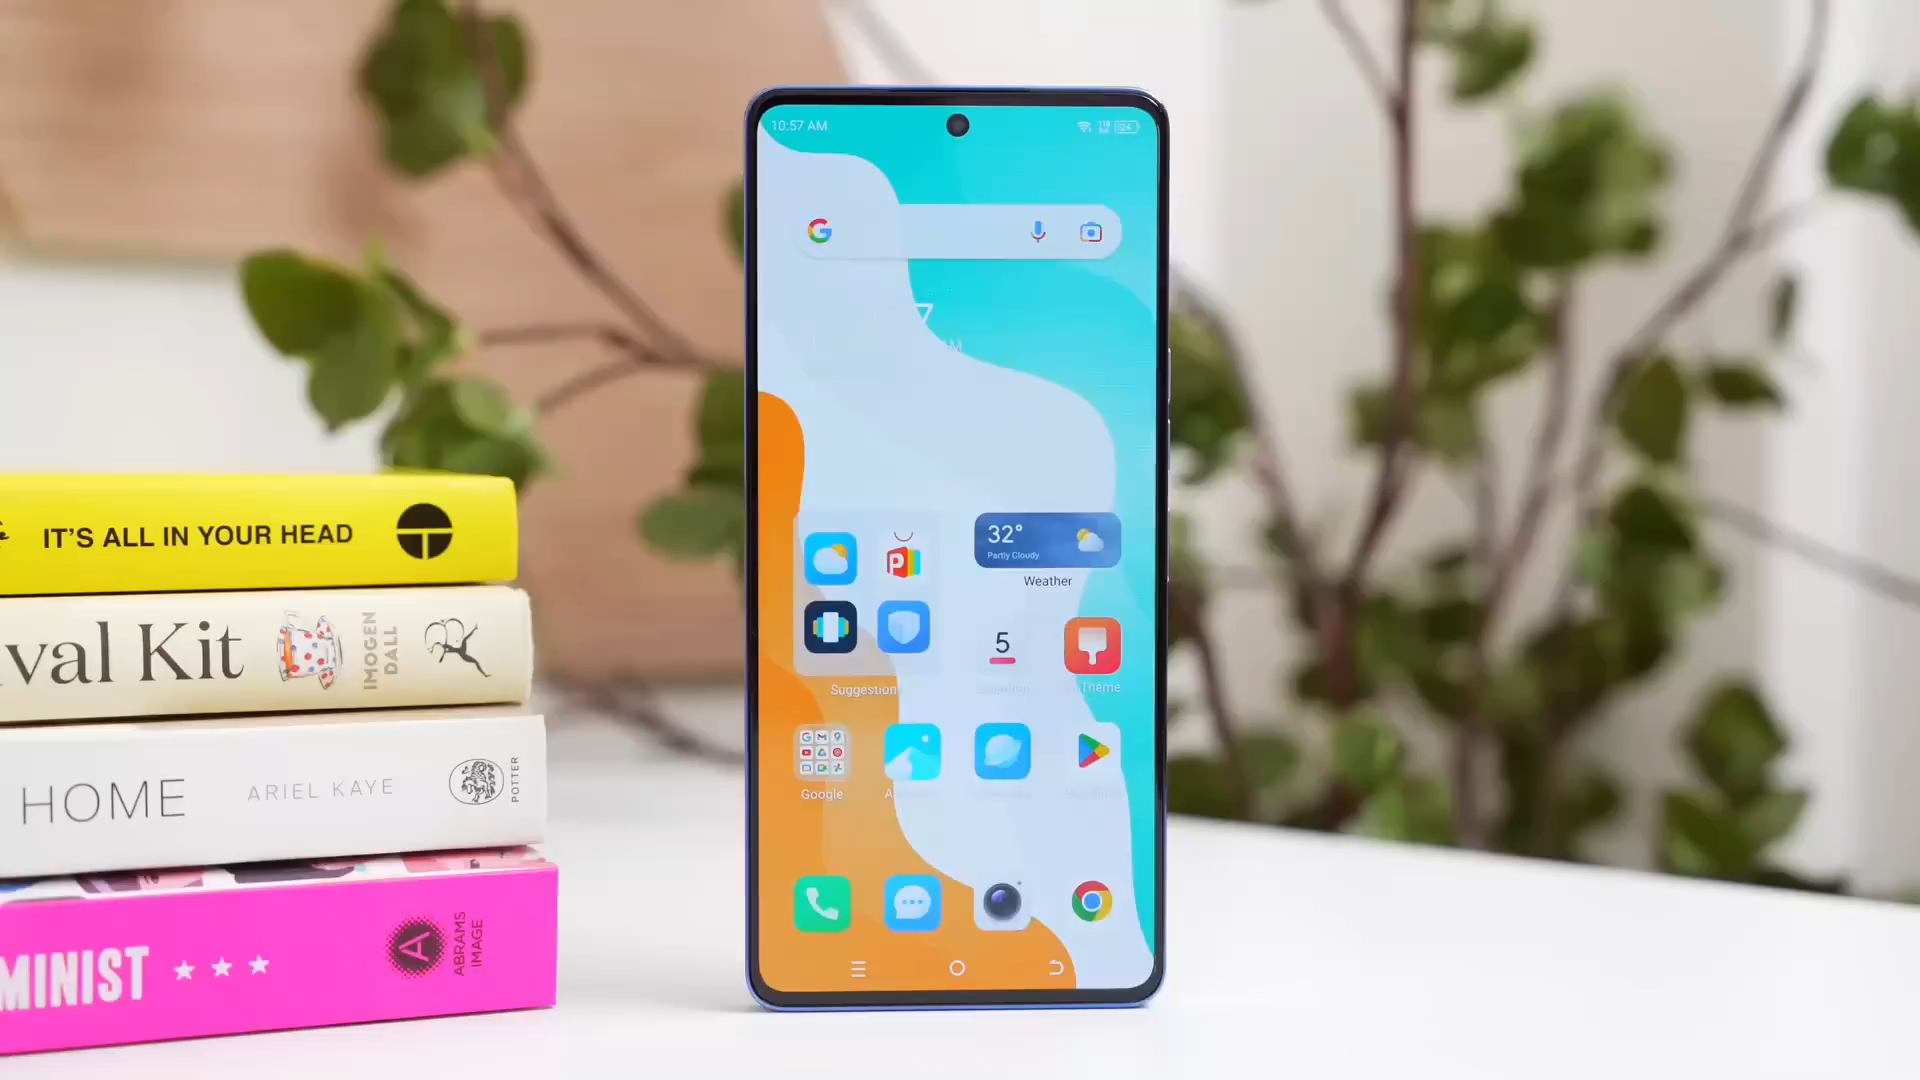 10:57 AM
32°
Partly Cloudy
Weather
5
Suggestion
Theme
Google
IT'S ALL IN YOUR HEAD
val Kit
IMOGEN
DALL
HOME
ARIEL KAYE
POTTER
MINIST
ABRAMS
IMAGE